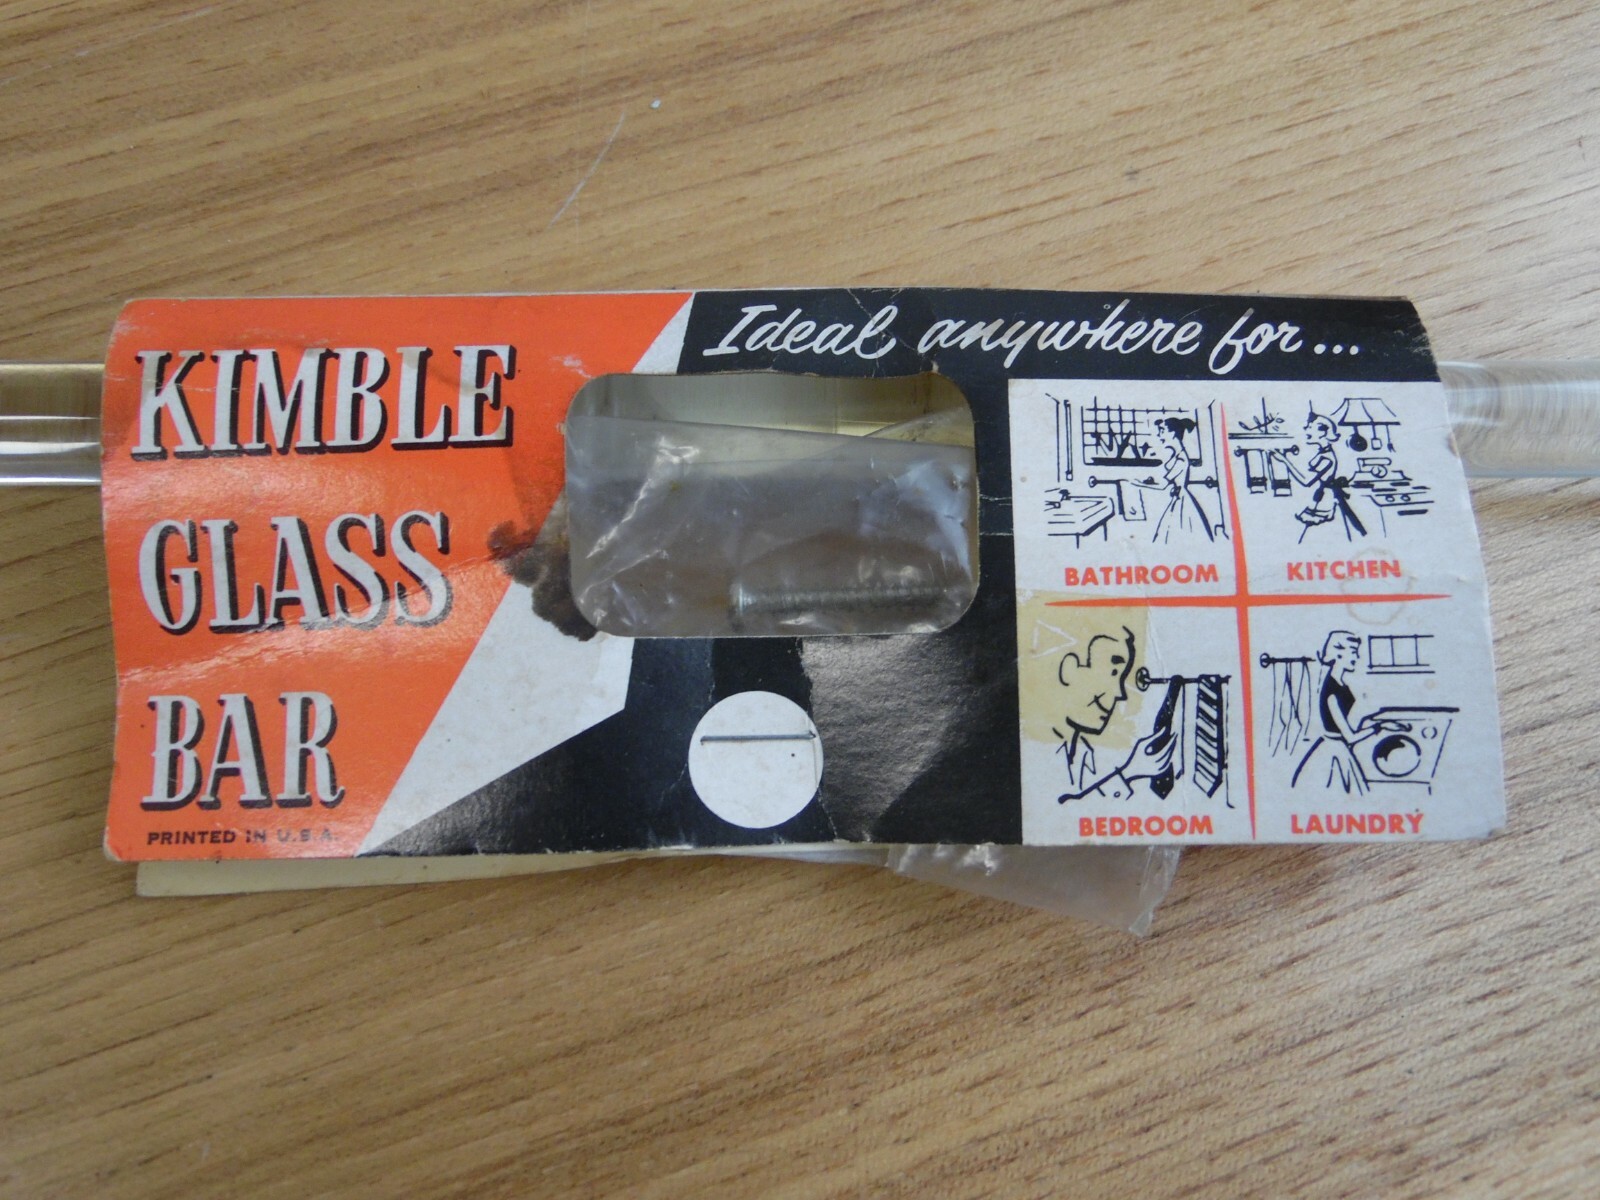 KIMBLE
GLASS
BAR
PRINTED IN U.S.A.
Ideal anywhere for...
BATHROOM
KITCHEN
BEDROOM
LAUNDRY